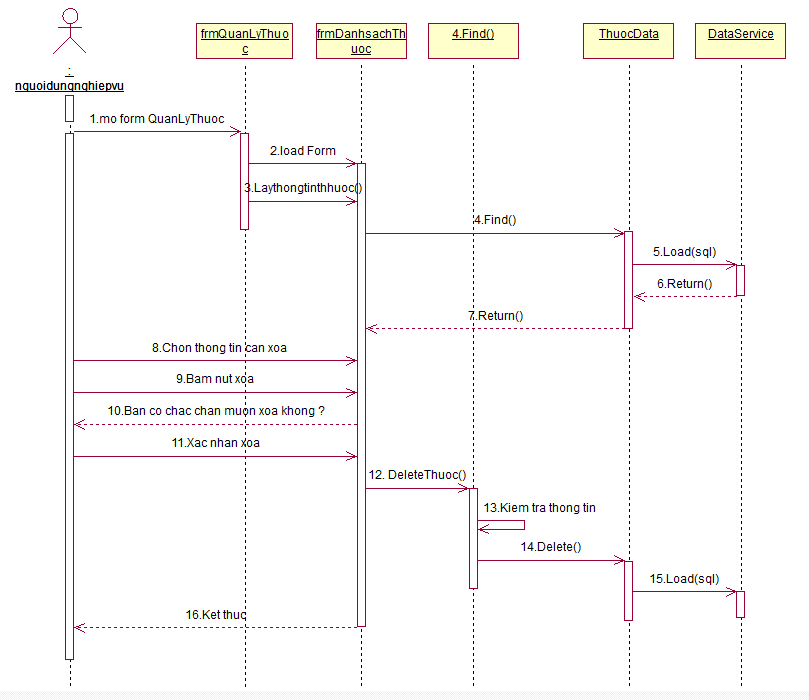 frmQuanLyThuo
c
frmDanhsachTh
uoc
4.Find()
ThuocData
DataService
:
nguoidungnghiepvu
1.mo form QuanLyThuoc
2.load Form
3.Laythongtinthhuoc()
4.Find()
5.Load(sql)
6.Return()
7.Return()
8.Chon thong tin can xoa
9.Bam nut xoa
10.Ban co chac chan muon xoa khong ?
11.Xac nhan xoa
12. DeleteThuoc()
13.Kiem tra thong tin
14.Delete()
15.Load(sql)
16.Ket thuc